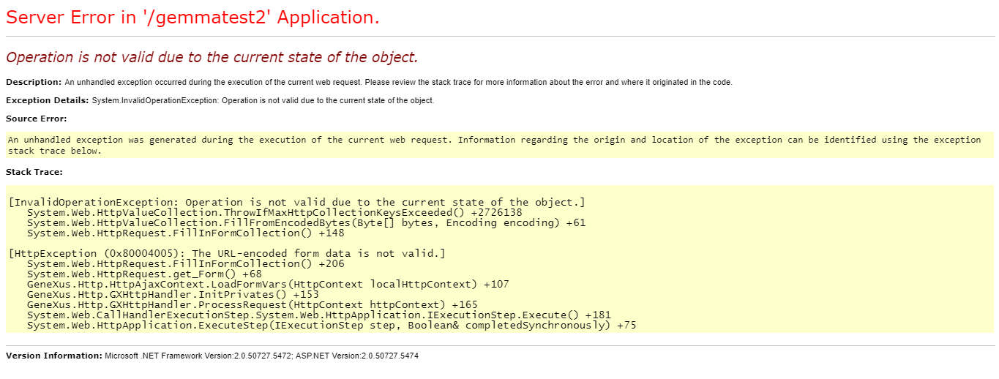 Server Error in '/gemmatest2' Application.
Operation is not valid due to the current state of the object.
Description: An unhandled exception occurred during the execution of the current web request. Please review the stack trace for more information about the error and where it originated in the code.
Exception Details: System.InvalidOperationException: Operation is not valid due to the current state of the object.
Source Error:
An unhandled exception was generated during the execution of the current web request. Information regarding the origin and location of the exception can be identified using the exception
stack trace below.
Stack Trace:
[InvalidOperationException: Operation is not valid due to the current state of the object.]
System.Web.HttpValueCollection.ThrowIfMaxHttpCollectionKeysExceeded() +2726138
System.Web.HttpValueCollection.FillFromEncodedBytes(Byte[] bytes, Encoding encoding) +61
System.Web.HttpRequest.FillInFormCollection() +148
[HttpException (0x80004005): The URL-encoded form data is not valid.]
System.Web.HttpRequest.FillInFormCollection() +206
System.Web.HttpRequest.get_Form() +68
GeneXus.Http.HttpAjaxContext.LoadFormVars(HttpContext localHttpContext) +107
GeneXus.Http.GXHttpHandler.InitPrivates() +153
GeneXus.Http.GXHttpHandler.ProcessRequest(HttpContext httpContext) +165
System.Web.CallHandlerExecutionStep.System.Web.HttpApplication.IExecutionStep.Execute() +181
System.Web.HttpApplication.ExecuteStep(IExecutionStep step, Boolean& completedSynchronously) +75
Version Information: Microsoft .NET Framework Version:2.0.50727.5472; ASP.NET Version:2.0.50727.5474